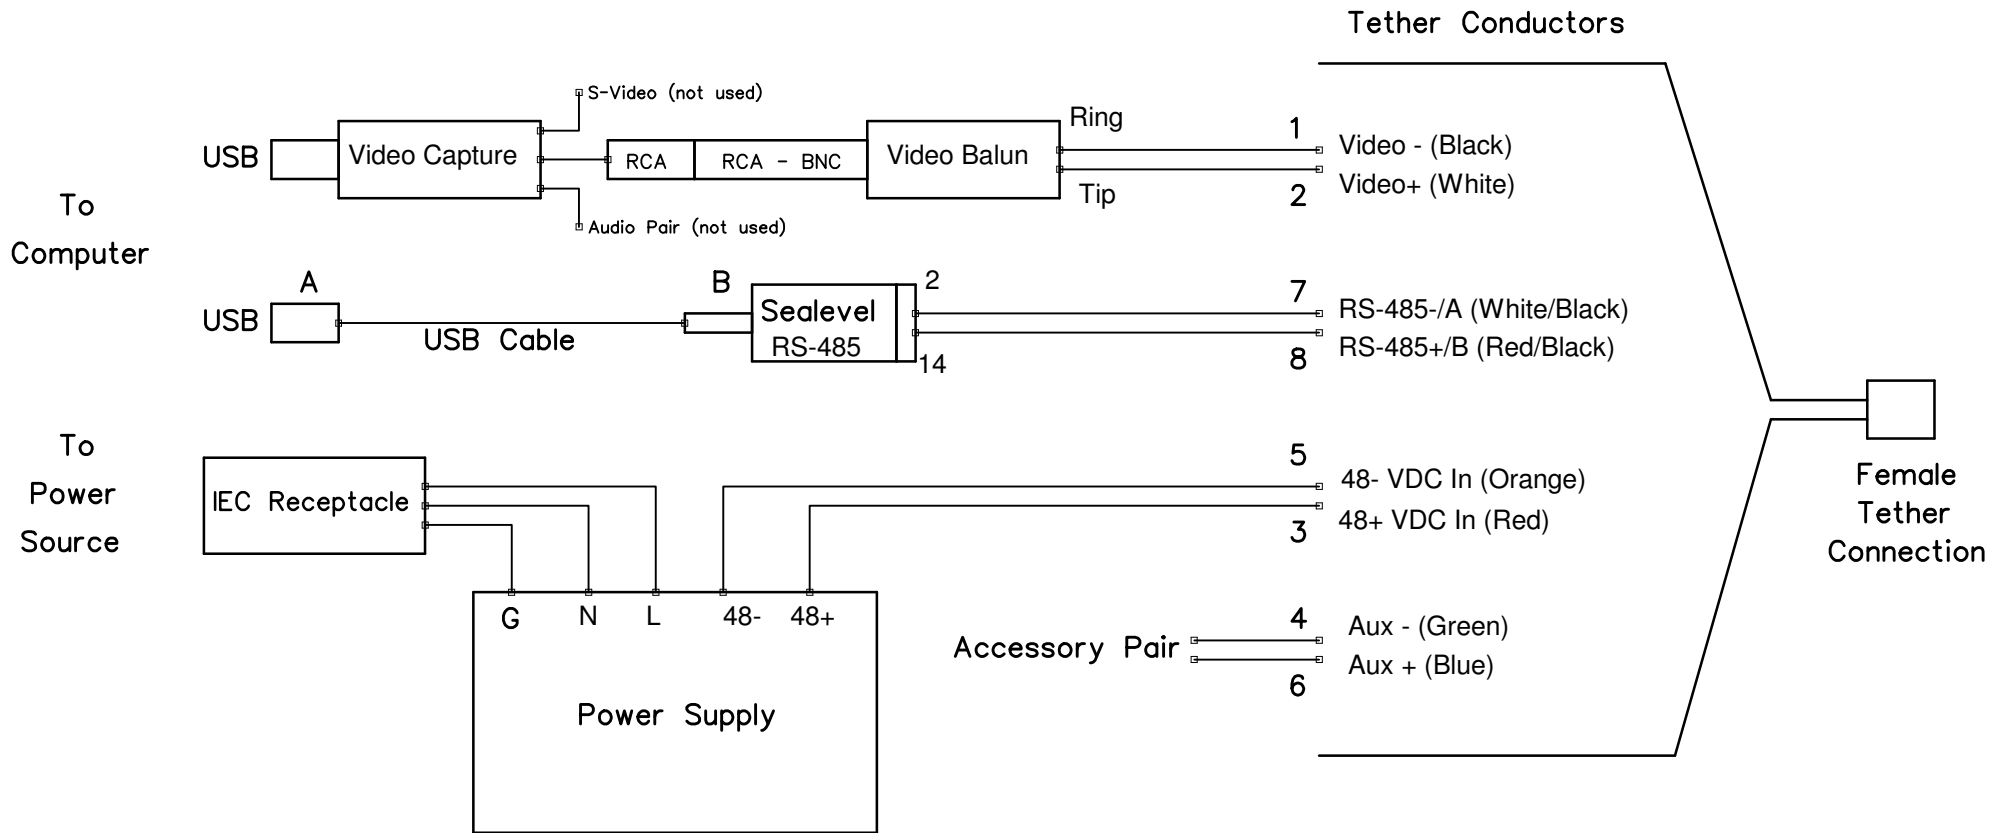 Tether Conductors
S-Video (not used)
USB
Video Capture
RCA
RCA - BNC
Video Balun
Ring
Tip
1
Video - (Black)
Video+ (White)
2
Audio Pair (not used)
To
Computer
A
USB
USB Cable
B
Sealevel
RS-485
2
14
7
RS-485-/A (White/Black)
RS-485+/B (Red/Black)
8
To
Power
Source
IEC Receptacle
5
48- VDC In (Orange)
48+ VDC In (Red)
3
Female
Tether
Connection
G
N
L
48-
48+
Power Supply
Accessory Pair
4
Aux - (Green)
Aux + (Blue)
6